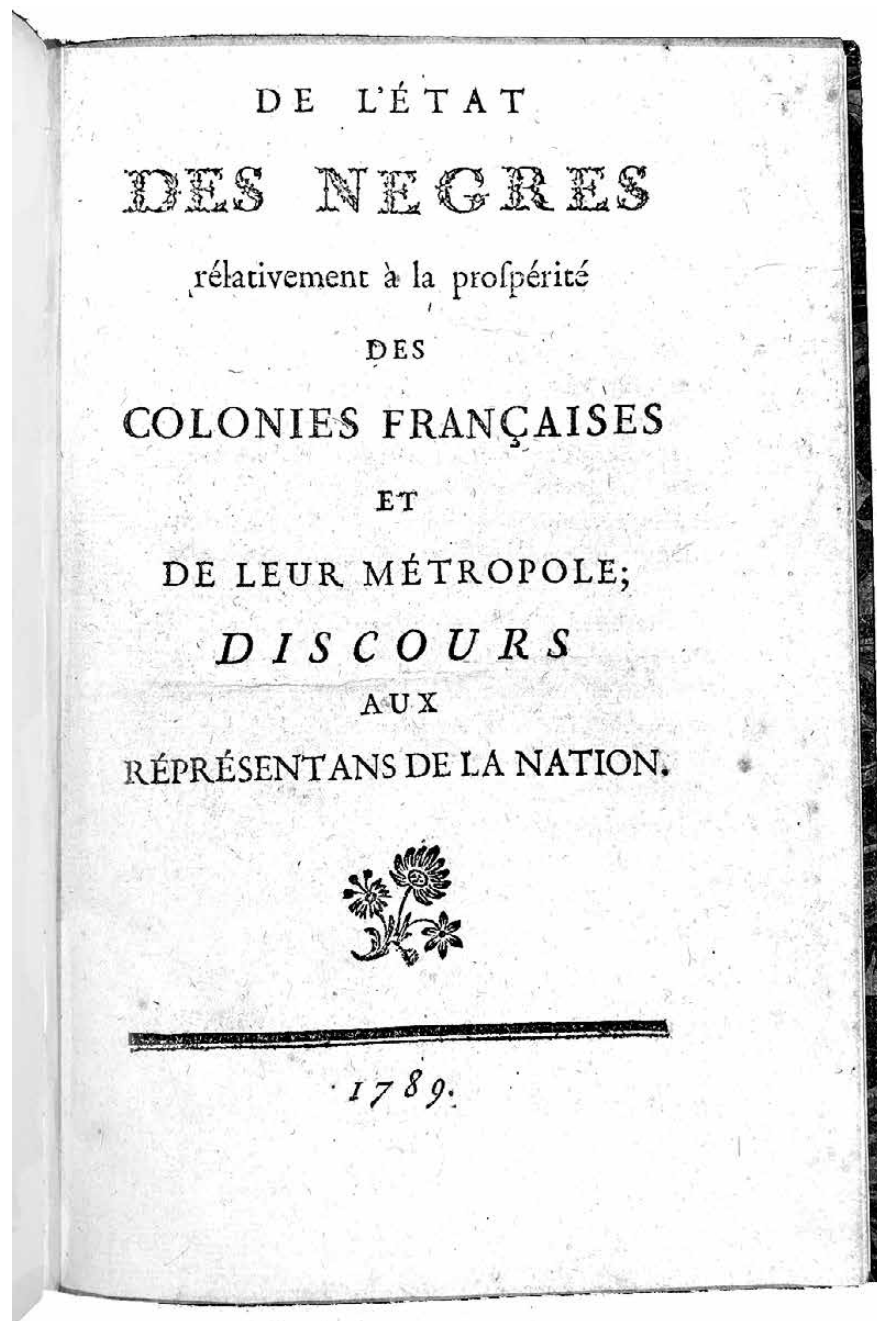 DE L'ÉTAT
DES NEGRES
rélativement à la proſpérité
DES
COLONIES FRANÇAISES
ET
DE LEUR MÉTROPOLE;
DISCOURS
AUX
RÉPRÉSENTANS DE LA NATION.
1789.